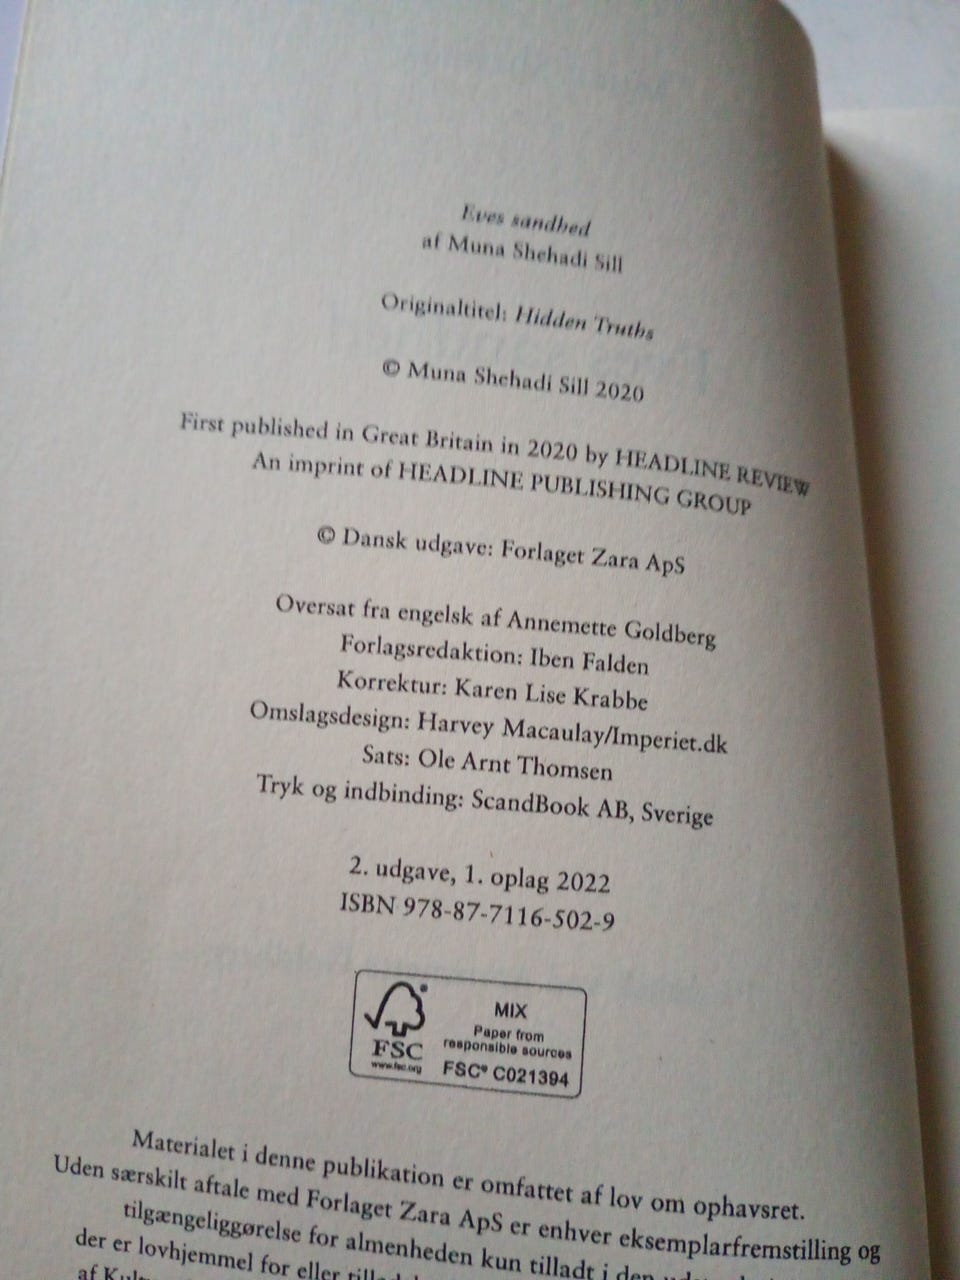 Eves sandhed
af Muna Shehadi Sill
Originaltitel: Hidden Truths
© Muna Shehadi Sill 2020
First published in Great Britain in 2020 by HEADLINE REVIEW
An imprint of HEADLINE PUBLISHING GROUP
© Dansk udgave: Forlaget Zara ApS
Oversat fra engelsk af Annemette Goldberg
Forlagsredaktion: Iben Falden
Korrektur: Karen Lise Krabbe
Omslagsdesign: Harvey Macaulay/Imperiet.dk
Sats: Ole Arnt Thomsen
Tryk og indbinding: ScandBook AB, Sverige
2. udgave, 1. oplag 2022
ISBN 978-87-7116-502-9
FSC
www.fsc.org
MIX
Paper from
responsible sources
FSC® C021394
Materialet i denne publikation er omfattet af lov om ophavsret.
Uden særskilt aftale med Forlaget Zara ApS er enhver eksemplarfremstilling og
tilgængeliggørelse for almenheden kun tilladt i den
der er lovhjemmel for eller
af